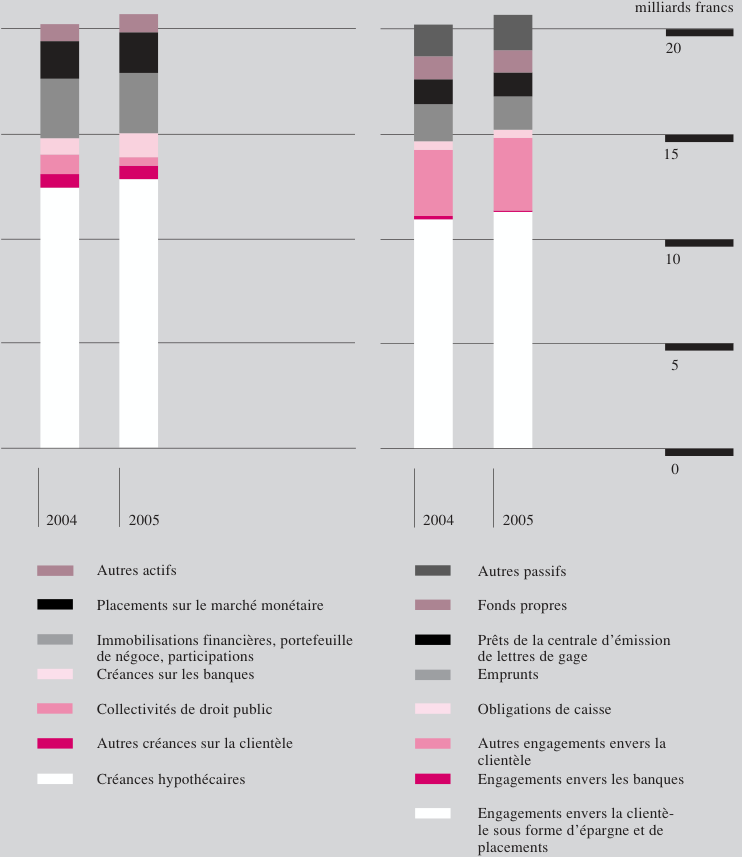 milliards francs
20
15
10
5
0
2004
2005
2004
2005
Autres actifs
Placements sur le marché monétaire
Immobilisations financières, portefeuille
de négoce, participations
Créances sur les banques
Collectivités de droit public
Autres créances sur la clientèle
Créances hypothécaires
Autres passifs
Fonds propres
Prêts de la centrale d’émission
de lettres de gage
Emprunts
Obligations de caisse
Autres engagements envers la
clientèle
Engagements envers les banques
Engagements envers la clientè-
le sous forme d’épargne et de
placements